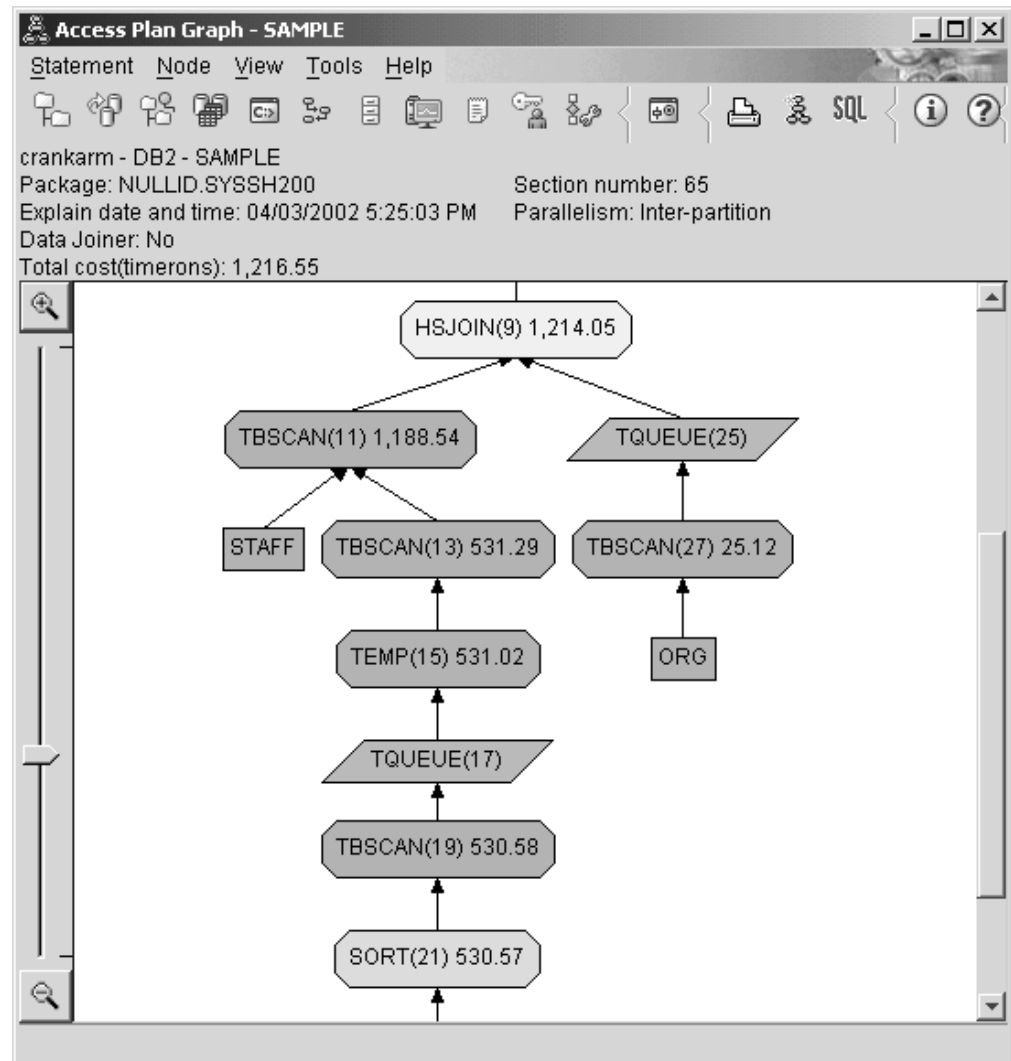 Access Plan Graph - SAMPLE
Statement Node View Tools Help
C:> SQL i ?
crankarm - DB2 - SAMPLE
Package: NULLID.SYSSH200 Section number: 65
Explain date and time: 04/03/2002 5:25:03 PM Parallelism: Inter-partition
Data Joiner: No
Total cost(timerons): 1,216.55
HSJOIN(9) 1,214.05
TBSCAN(11) 1,188.54 TQUEUE(25)
STAFF TBSCAN(13) 531.29 TBSCAN(27) 25.12
TEMP(15) 531.02 ORG
TQUEUE(17)
TBSCAN(19) 530.58
SORT(21) 530.57